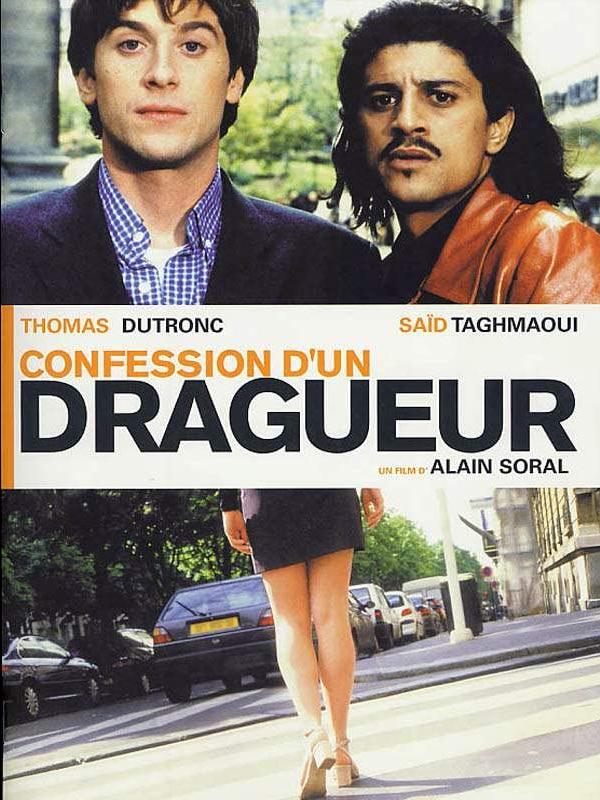 THOMAS DUTRONC
SAÏD TAGHMAOUI
CONFESSION D'UN
DRAGUEUR
UN FILM D' ALAIN SORAL